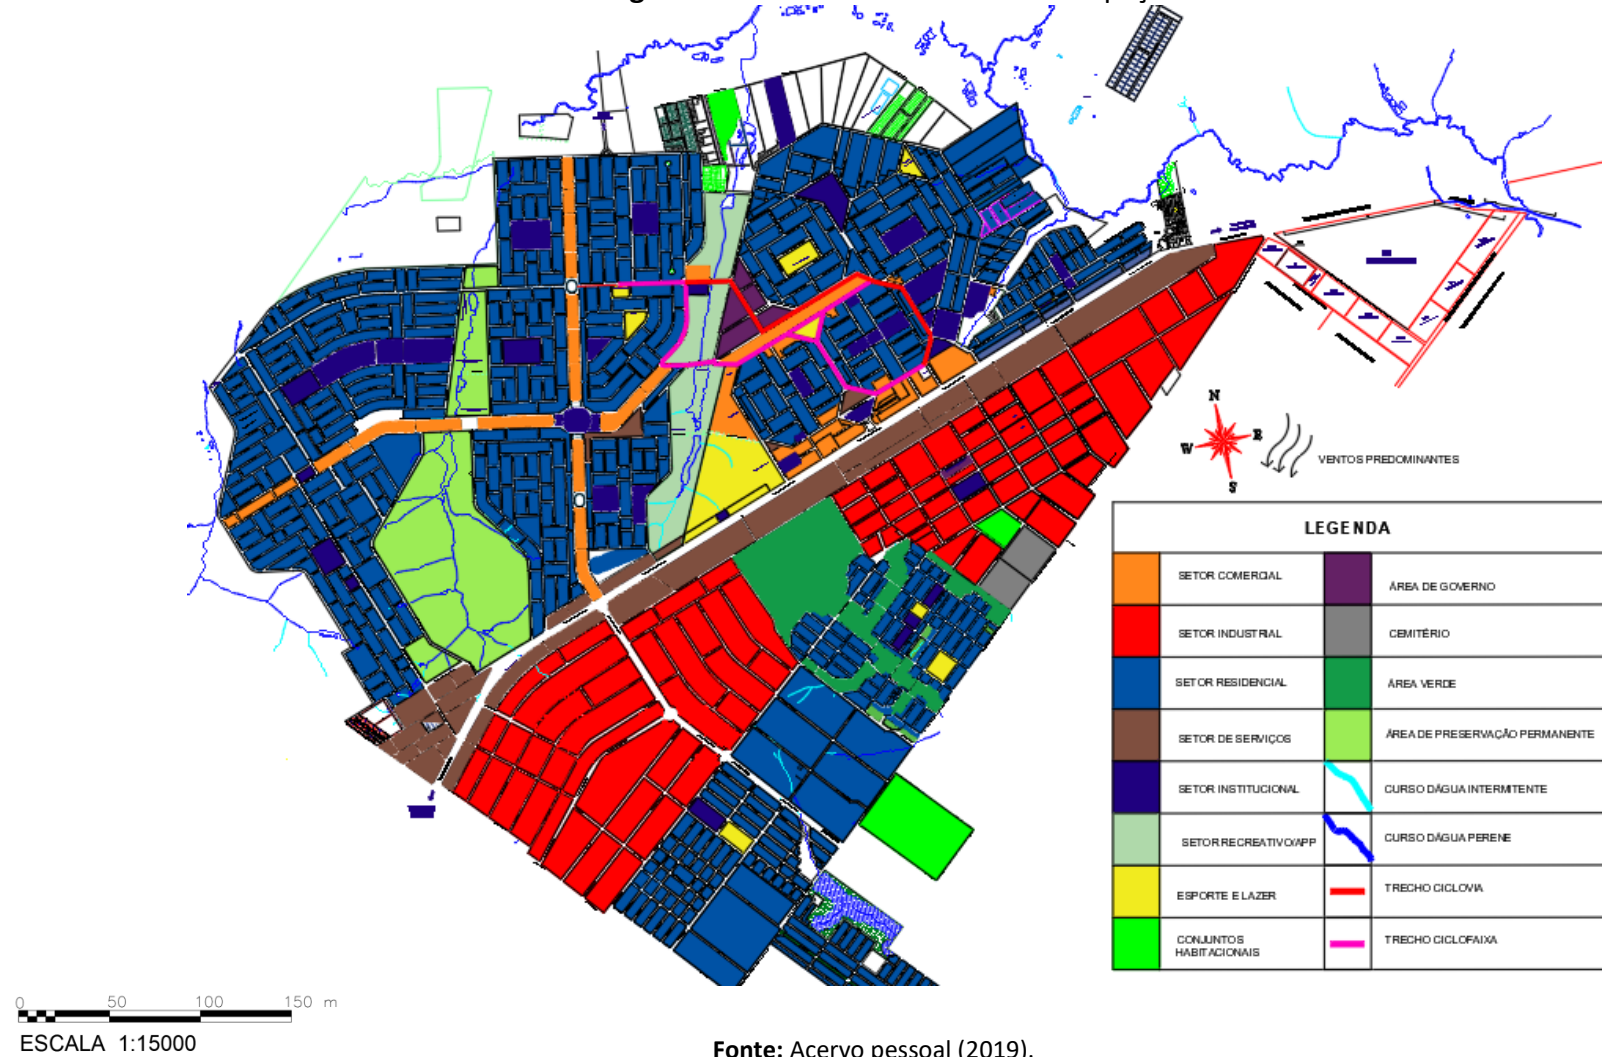 N
W E
S
VENTOS PREDOMINANTES
LEGENDA
SETOR COMERCIAL
ÁREA DE GOVERNO
SETOR INDUSTRIAL
CEMITÉRIO
SETOR RESIDENCIAL
ÁREA VERDE
SETOR DE SERVIÇOS
ÁREA DE PRESERVAÇÃO PERMANENTE
SETOR INSTITUCIONAL
CURSO DÁGUA INTERMITENTE
SETOR RECREATIVO/APP
CURSO DÁGUA PERENE
ESPORTE E LAZER
TRECHO CICLOVIA
CONJUNTOS
HABITACIONAIS
TRECHO CICLOFAIXA
0 50 100 150 m
ESCALA 1:15000
Fonte: Acervo pessoal (2019).